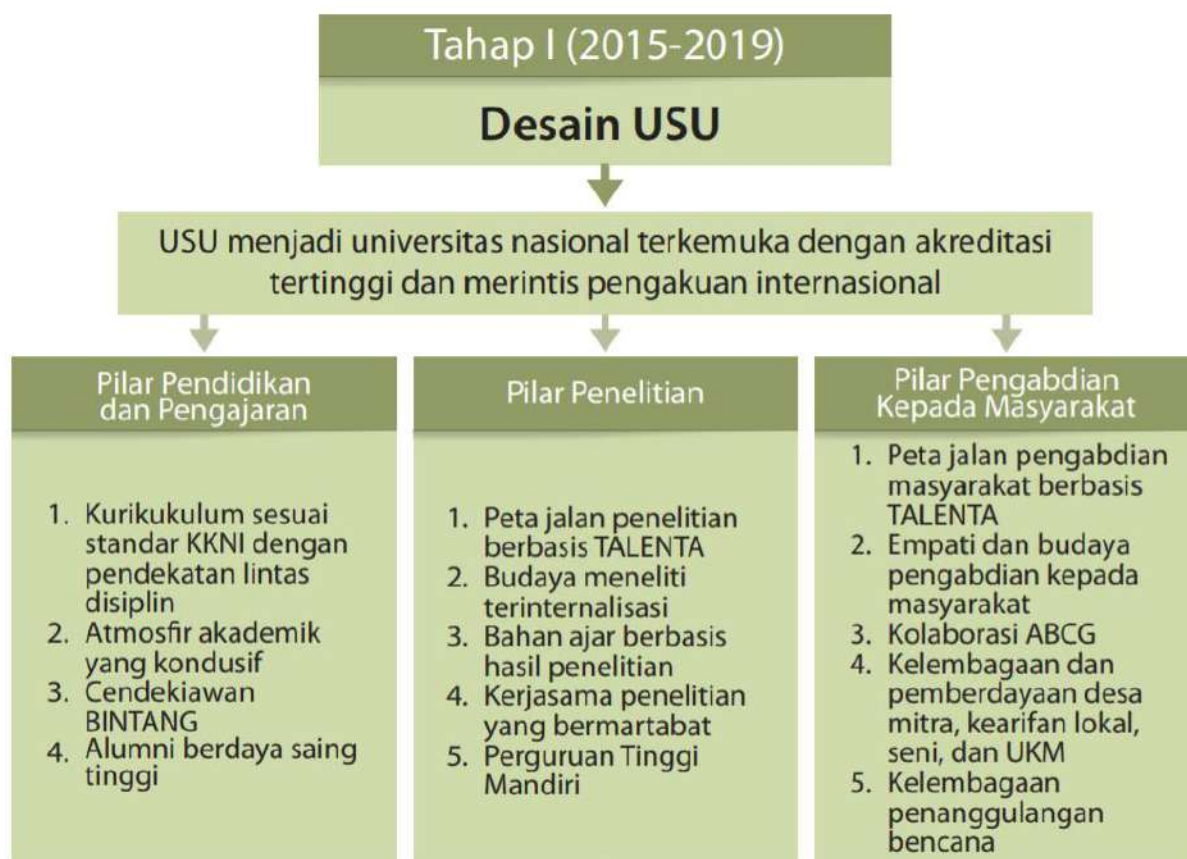 Tahap I (2015-2019)
Desain USU
USU menjadi universitas nasional terkemuka dengan akreditasi
tertinggi dan merintis pengakuan internasional
Pilar Pendidikan
dan Pengajaran
1. Kurikukulum sesuai
standar KKNI dengan
pendekatan lintas
disiplin
2. Atmosfir akademik
yang kondusif
3. Cendekiawan
BINTANG
4. Alumni berdaya saing
tinggi
Pilar Penelitian
1. Peta jalan penelitian
berbasis TALENTA
2. Budaya meneliti
terinternalisasi
3. Bahan ajar berbasis
hasil penelitian
4. Kerjasama penelitian
yang bermartabat
5. Perguruan Tinggi
Mandiri
Pilar Pengabdian
Kepada Masyarakat
1. Peta jalan pengabdian
masyarakat berbasis
TALENTA
2. Empati dan budaya
pengabdian kepada
masyarakat
3. Kolaborasi ABCG
4. Kelembagaan dan
pemberdayaan desa
mitra, kearifan lokal,
seni, dan UKM
5. Kelembagaan
penanggulangan
bencana